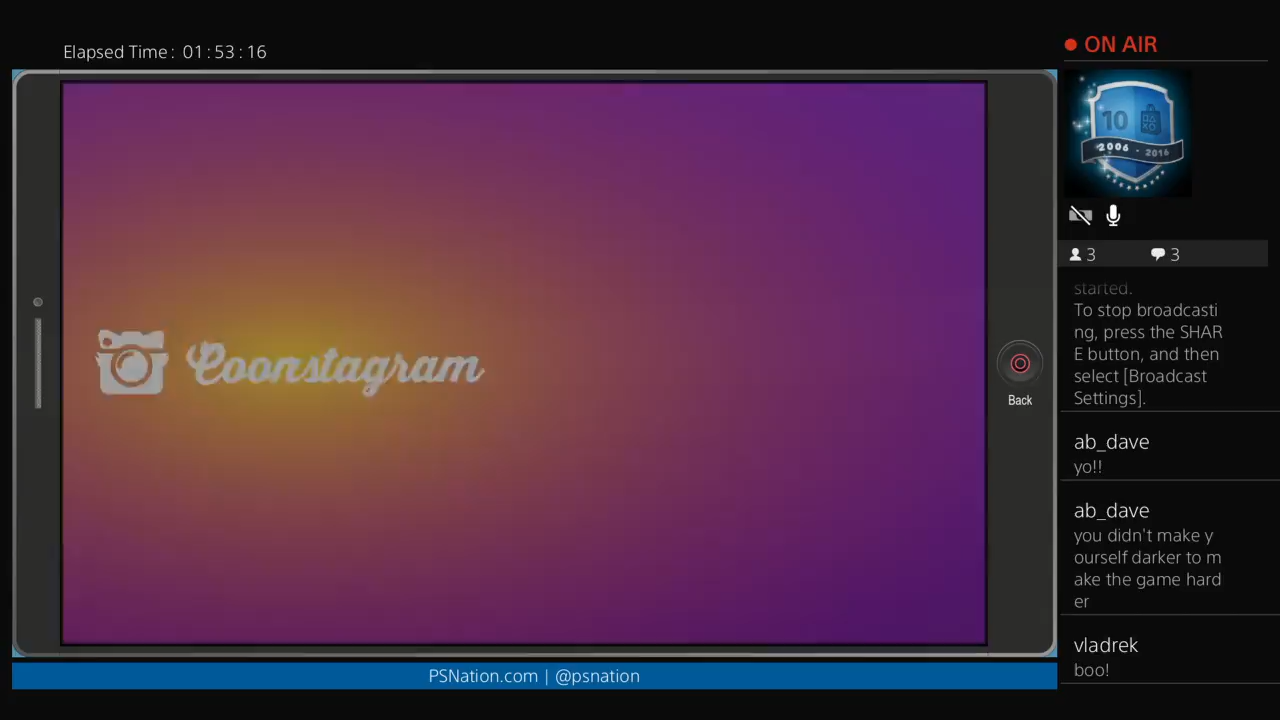 Elapsed Time: 01:53:16
ON AIR
10
2006 - 2016
3 3
started.
To stop broadcasti
ng, press the SHAR
E button, and then
select [Broadcast
Settings].
ab_dave
yo!!
ab_dave
you didn't make y
ourself darker to m
ake the game hard
er
vladrek
boo!
Coonstagram
Back
PSNation.com | @psnation